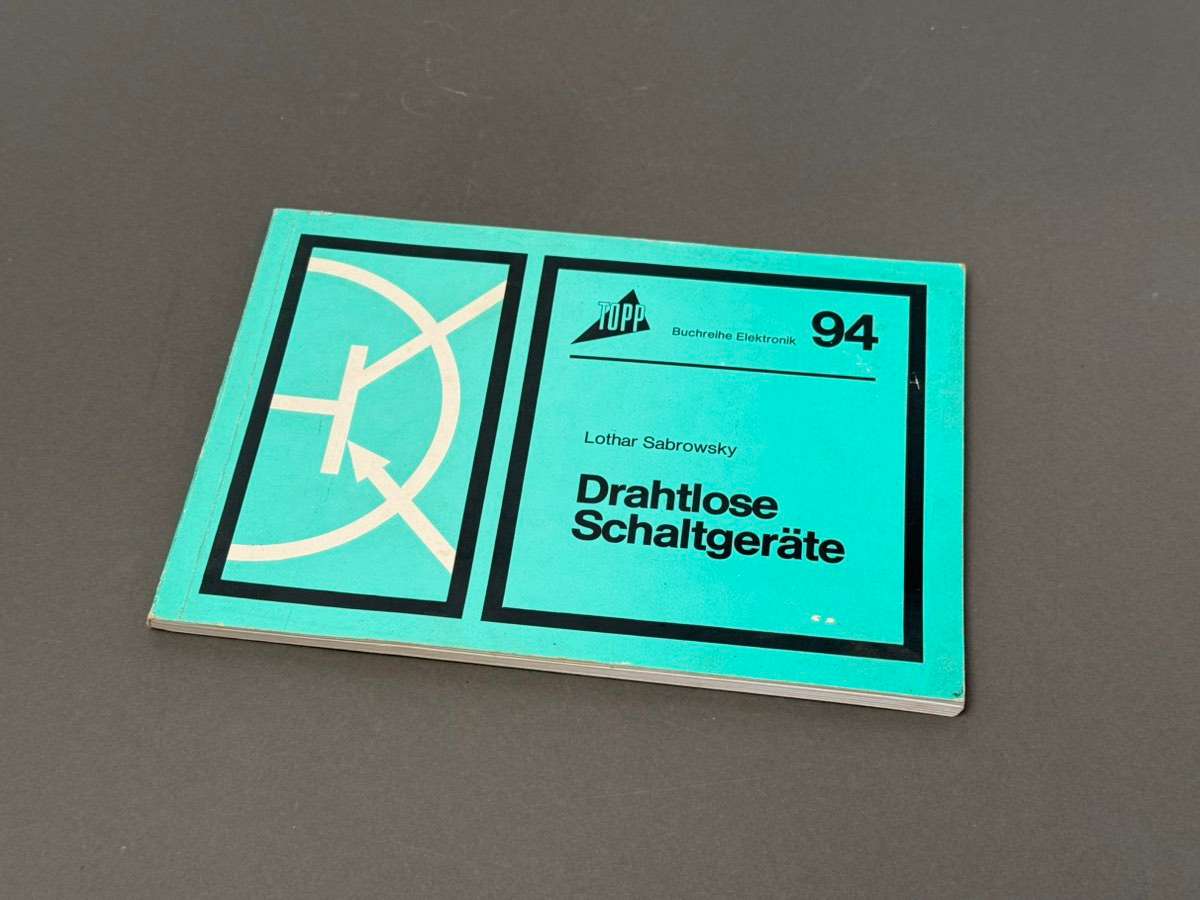 TOPP
Buchreihe Elektronik 94
Lothar Sabrowsky
Drahtlose
Schaltgeräte